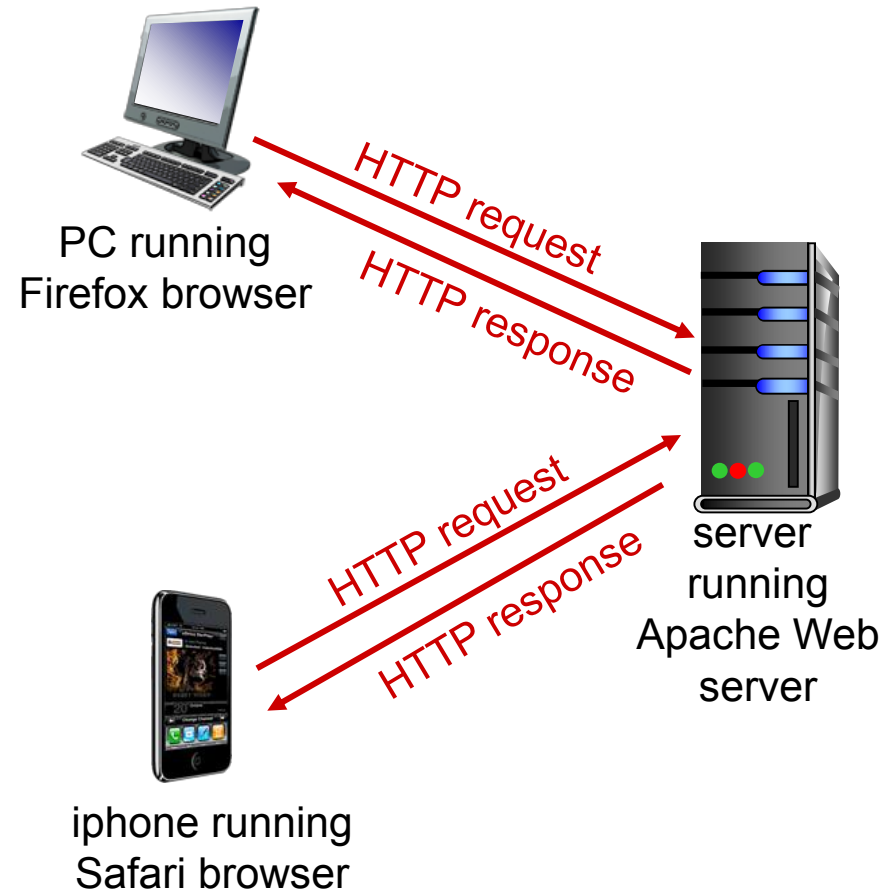 HTTP request
HTTP response
PC running
Firefox browser
HTTP request
HTTP response
server
running
Apache Web
server
iphone running
Safari browser